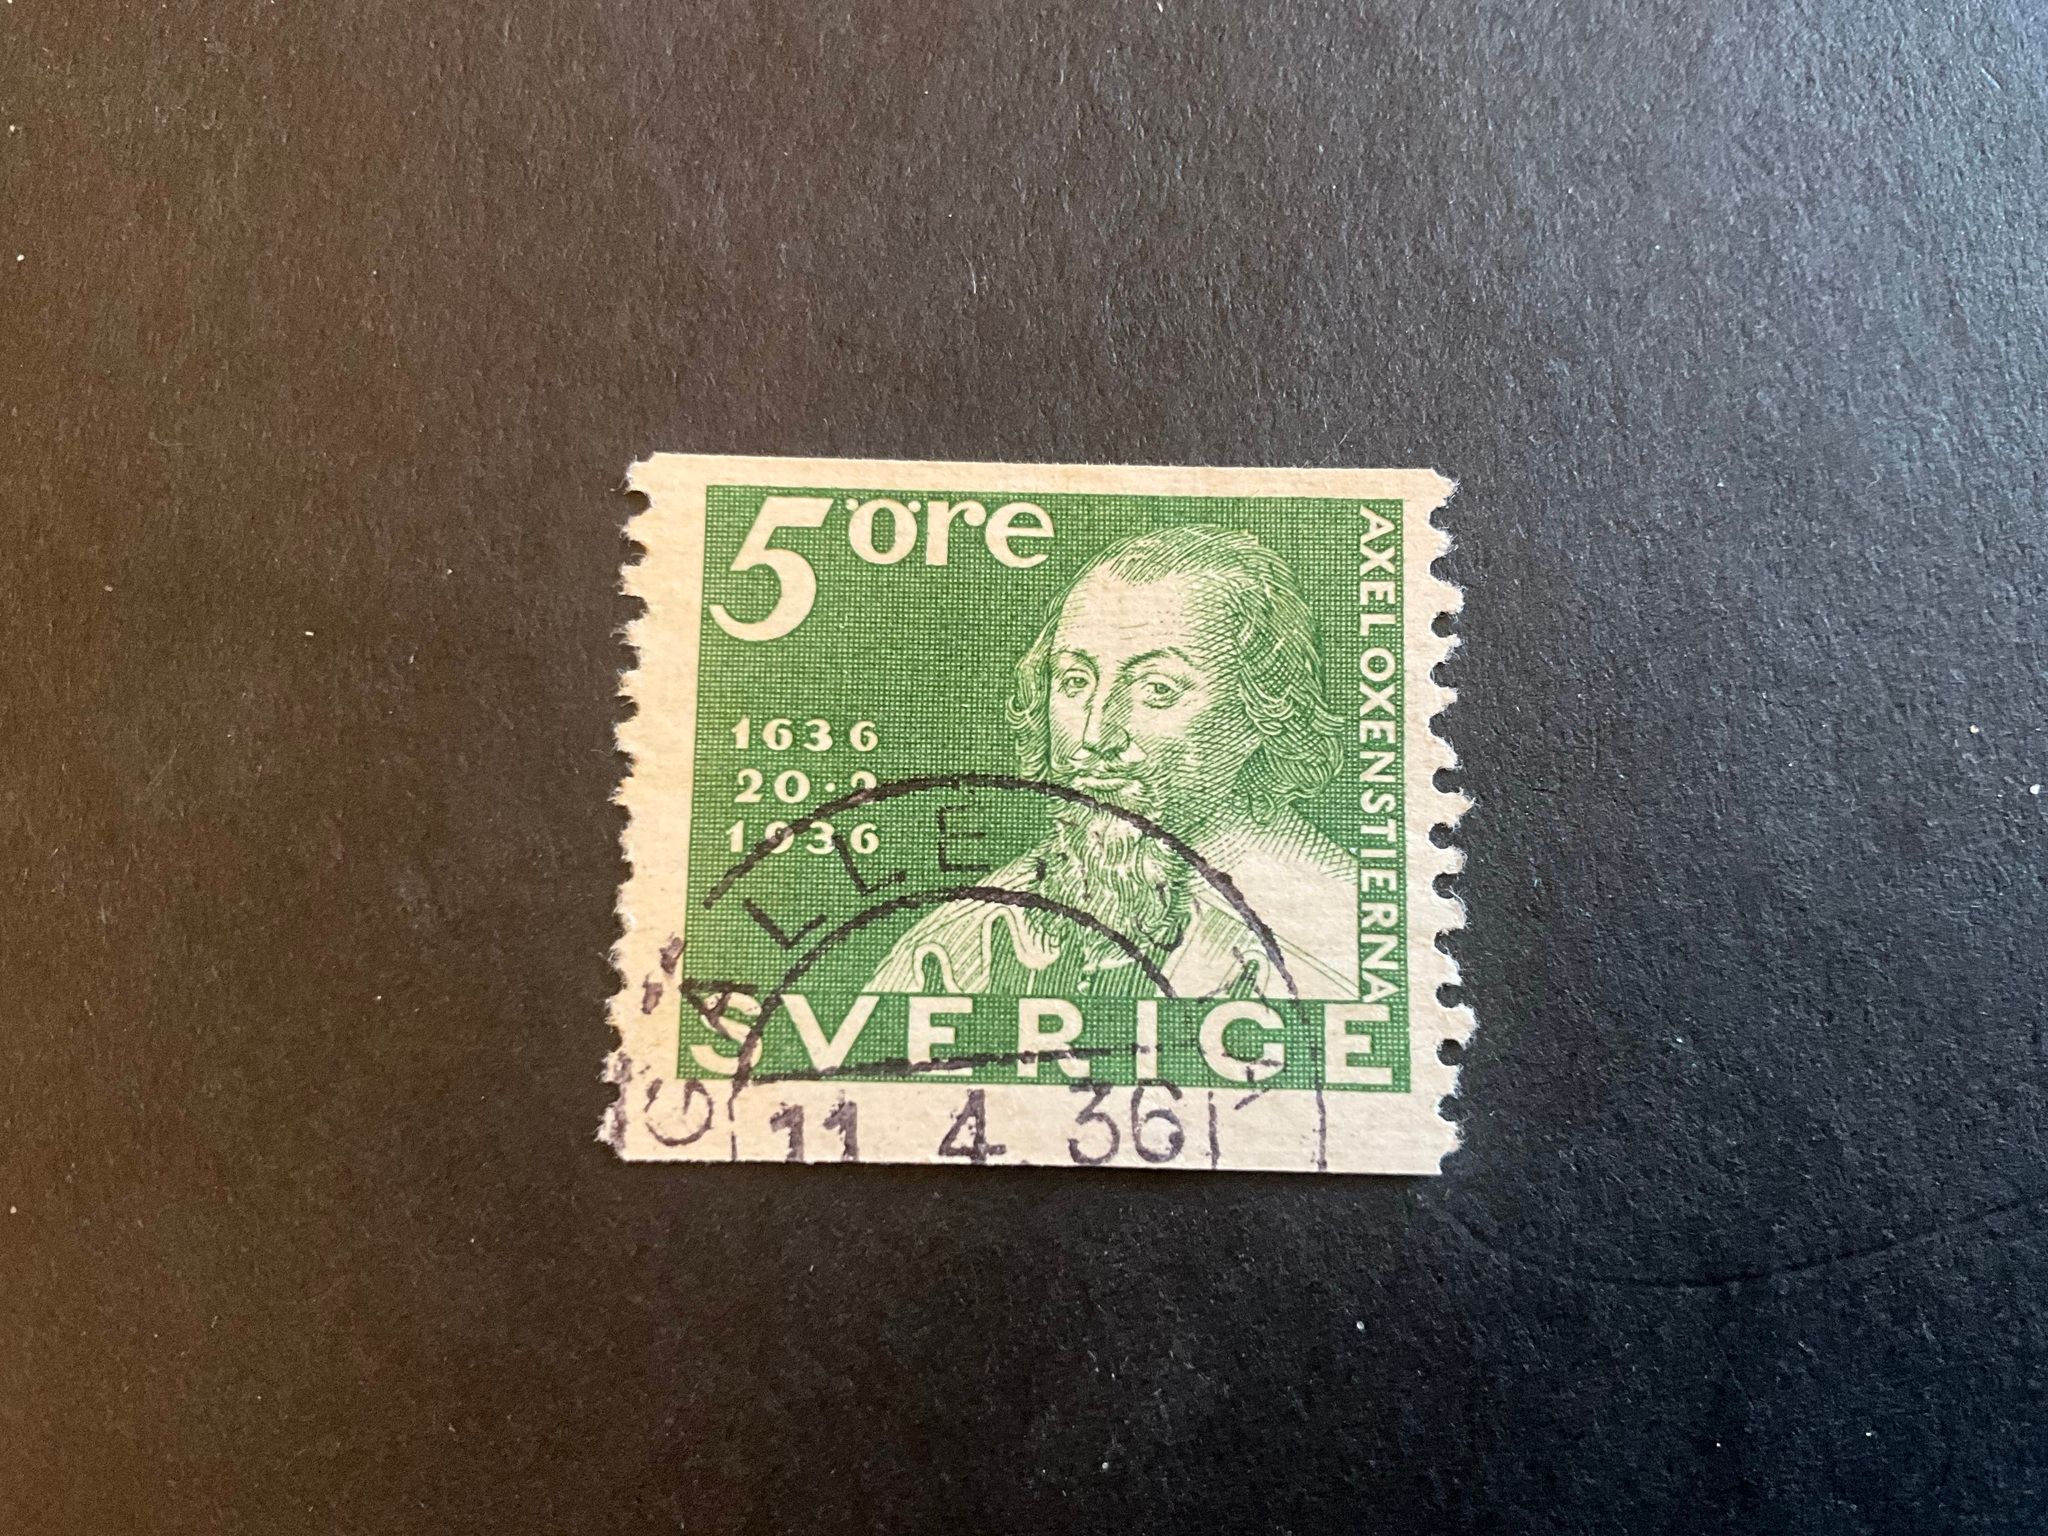 5 öre
1636
20·2
1936
AXEL OXENSTIERNA
SVERIGE
11 4 36